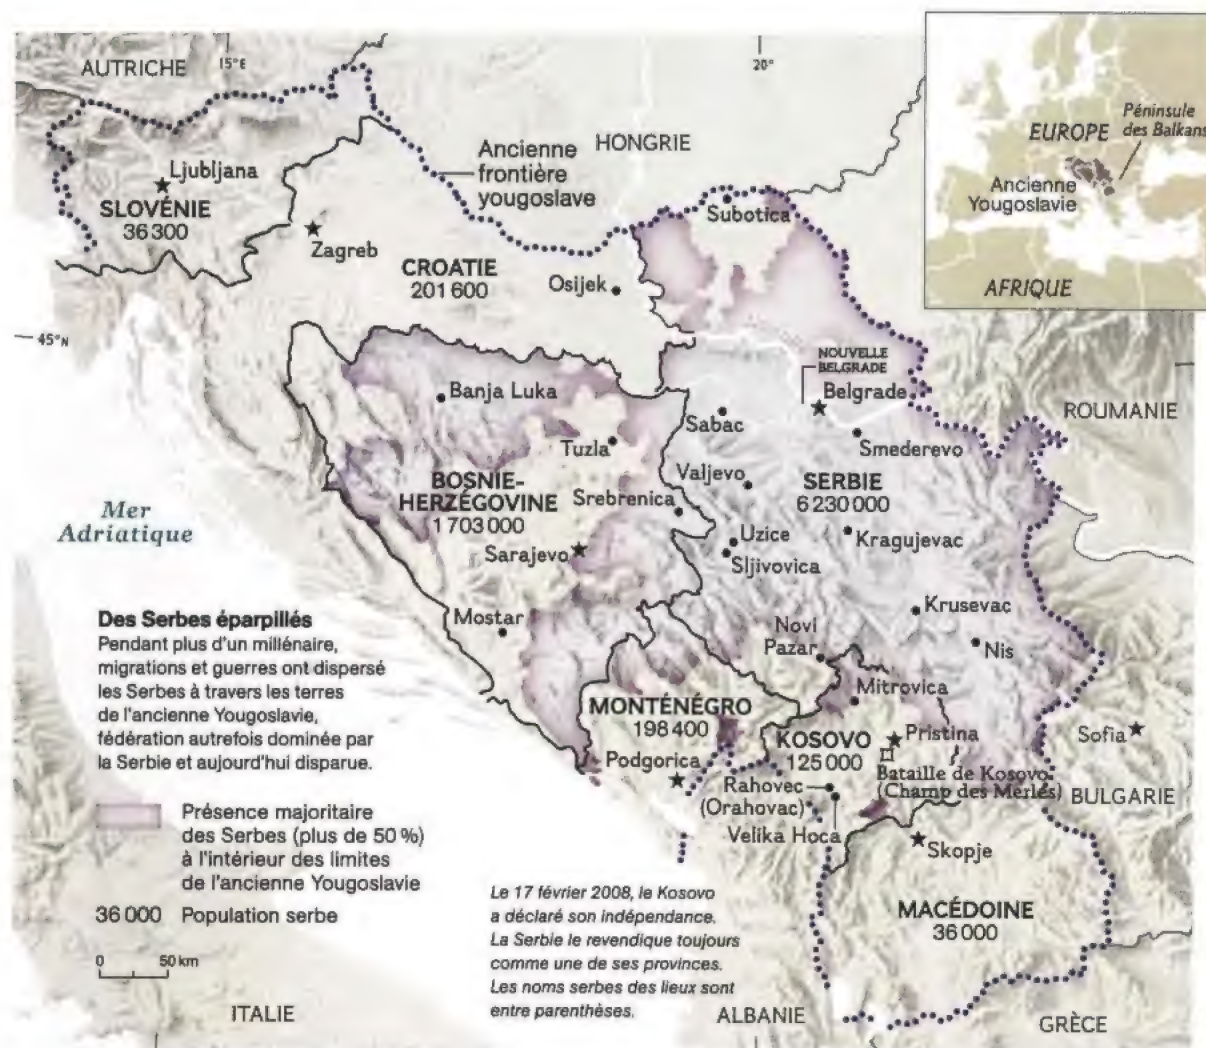 AUTRICHE
15°E
20°
HONGRIE
Ancienne
frontière
yougoslave
Péninsule
des Balkans
EUROPE
Ancienne
Yougoslavie
AFRIQUE
Ljubljana
SLOVÉNIE
36 300
Zagreb
CROATIE
201 600
Osijek
Subotica
45°N
NOUVELLE
BELGRADE
Belgrade
ROUMANIE
Banja Luka
Sabac
Smederevo
Tuzla
Valjevo
SERBIE
6 230 000
BOSNIE-
HERZÉGOVINE
1 703 000
Srebrenica
Mer
Adriatique
Uzice
Kragujevac
Sarajevo
Sljivovica
Mostar
Krusevac
Novi
Pazar
Nis
Mitrovica
MONTÉNÉGRO
198 400
KOSOVO
125 000
Pristina
Sofia
Podgorica
Bataille de Kosovo
(Champ des Merles)
Rahovec
(Orahovac)
BULGARIE
Velika Hoca
Skopje
MACÉDOINE
36 000
Des Serbes éparpillés
Pendant plus d'un millénaire,
migrations et guerres ont dispersé
les Serbes à travers les terres
de l'ancienne Yougoslavie,
fédération autrefois dominée par
la Serbie et aujourd'hui disparue.
Présence majoritaire
des Serbes (plus de 50 %)
à l'intérieur des limites
de l'ancienne Yougoslavie
36 000 Population serbe
0 50 km
Le 17 février 2008, le Kosovo
a déclaré son indépendance.
La Serbie le revendique toujours
comme une de ses provinces.
Les noms serbes des lieux sont
entre parenthèses.
ITALIE
ALBANIE
GRÈCE